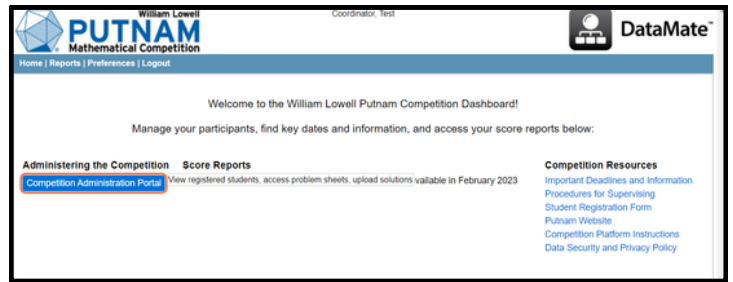 William Lowell
PUTNAM
Mathematical Competition
Coordinator, Test
DataMate™
Home | Reports | Preferences | Logout
Welcome to the William Lowell Putnam Competition Dashboard!
Manage your participants, find key dates and information, and access your score reports below:
Administering the Competition
Competition Administration Portal
Score Reports
View registered students, access problem sheets, upload solutions
vailable in February 2023
Competition Resources
Important Deadlines and Information
Procedures for Supervising
Student Registration Form
Putnam Website
Competition Platform Instructions
Data Security and Privacy Policy